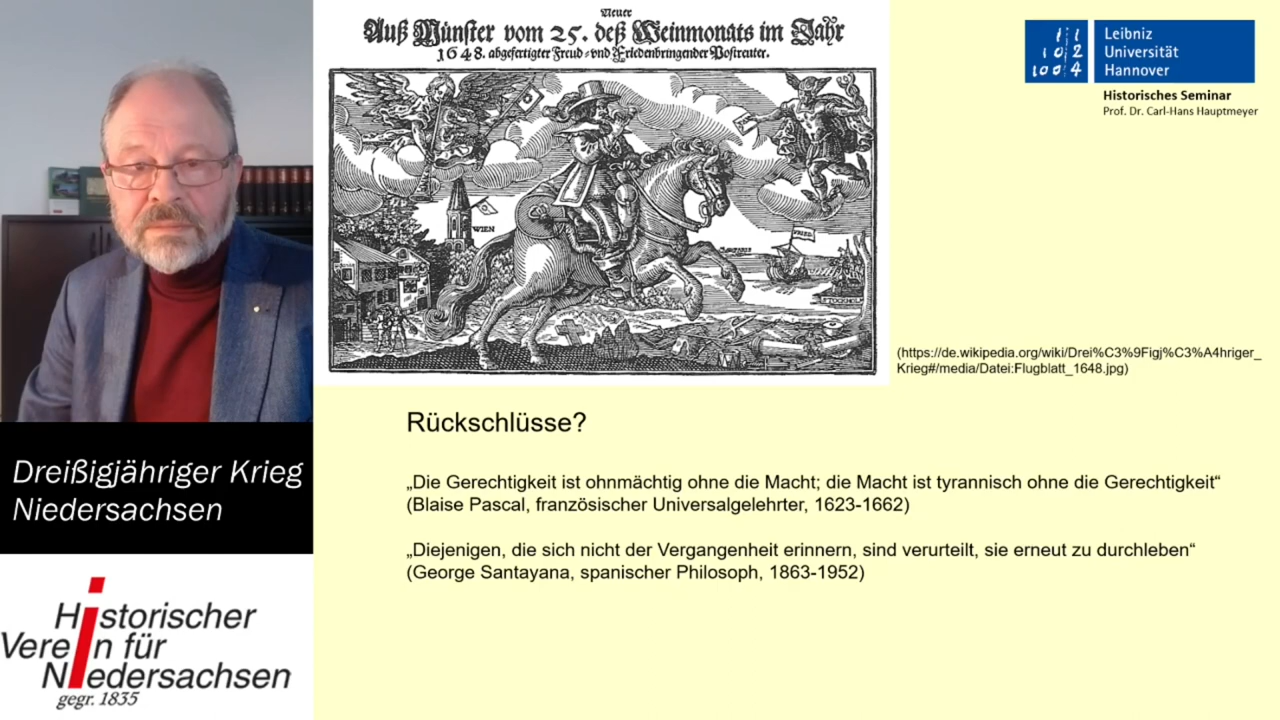 Neuer
Auß Münster vom 25. deß Weinmonats im Jahr
1648. abgefertigter Freud- und Friedenbringender Postreuter.
WIEN
FRIED
STOCKHOLM
Leibniz
Universität
Hannover
Historisches Seminar
Prof. Dr. Carl-Hans Hauptmeyer
(https://de.wikipedia.org/wiki/Drei%C3%9Figj%C3%A4hriger_
Krieg#/media/Datei:Flugblatt_1648.jpg)
Rückschlüsse?
„Die Gerechtigkeit ist ohnmächtig ohne die Macht; die Macht ist tyrannisch ohne die Gerechtigkeit“
(Blaise Pascal, französischer Universalgelehrter, 1623-1662)
„Diejenigen, die sich nicht der Vergangenheit erinnern, sind verurteilt, sie erneut zu durchleben“
(George Santayana, spanischer Philosoph, 1863-1952)
Dreißigjähriger Krieg
Niedersachsen
Historischer
Verein für
Niedersachsen
gegr. 1835